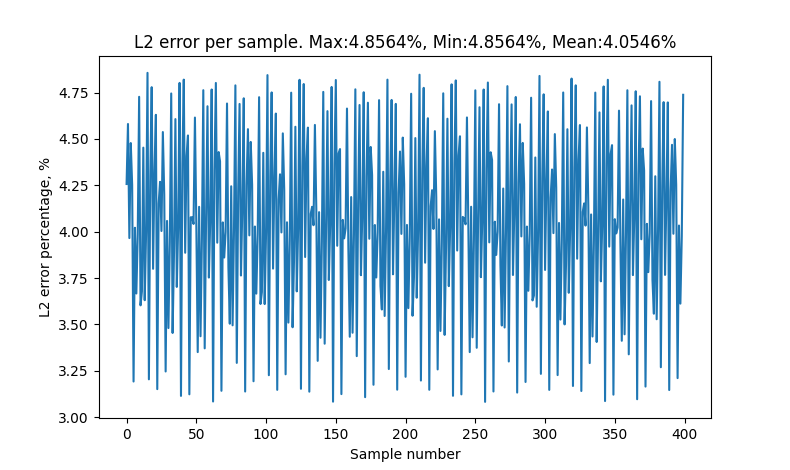 L2 error per sample. Max:4.8564%, Min:4.8564%, Mean:4.0546%
L2 error percentage, %
4.75
4.50
4.25
4.00
3.75
3.50
3.25
3.00
0 50 100 150 200 250 300 350 400
Sample number